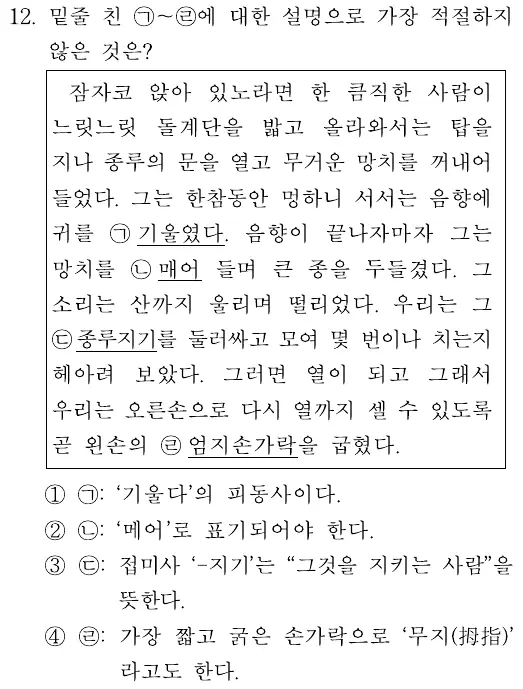 12. 밑줄 친 ㉠~㉣에 대한 설명으로 가장 적절하지
않은 것은?
잠자코 앉아 있노라면 한 큼직한 사람이
느릿느릿 돌계단을 밟고 올라와서는 탑을
지나 종루의 문을 열고 무거운 망치를 꺼내어
들었다. 그는 한참동안 멍하니 서서는 음향에
귀를 ㉠ 기울였다. 음향이 끝나자마자 그는
망치를 ㉡ 매어 들며 큰 종을 두들겼다. 그
소리는 산까지 울리며 떨리었다. 우리는 그
㉢ 종루지기를 둘러싸고 모여 몇 번이나 치는지
헤아려 보았다. 그러면 열이 되고 그래서
우리는 오른손으로 다시 열까지 셀 수 있도록
곧 왼손의 ㉣ 엄지손가락을 굽혔다.
① ㉠: ‘기울다’의 피동사이다.
② ㉡: ‘메어’로 표기되어야 한다.
③ ㉢: 접미사 ‘-지기’는 “그것을 지키는 사람”을
뜻한다.
④ ㉣: 가장 짧고 굵은 손가락으로 ‘무지(拇指)’
라고도 한다.